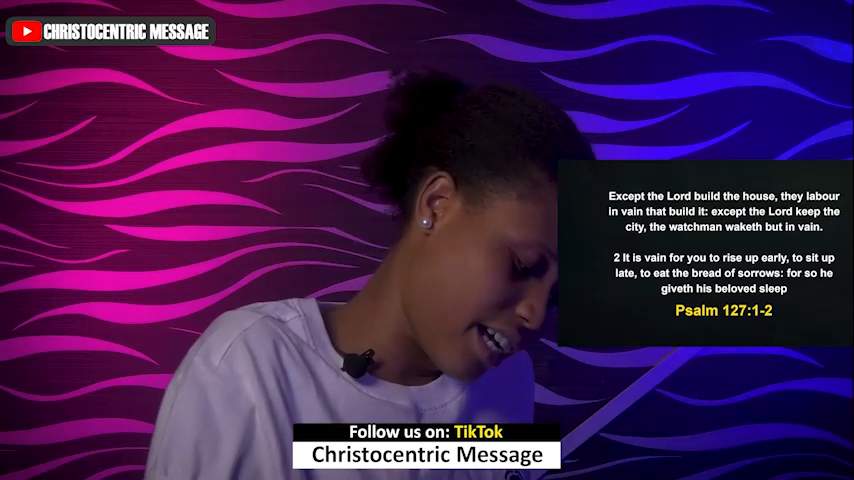 CHRISTOCENTRIC MESSAGE
Except the Lord build the house, they labour
in vain that build it: except the Lord keep the
city, the watchman waketh but in vain.
2 It is vain for you to rise up early, to sit up
late, to eat the bread of sorrows: for so he
giveth his beloved sleep
Psalm 127:1-2
Follow us on: TikTok
Christocentric Message